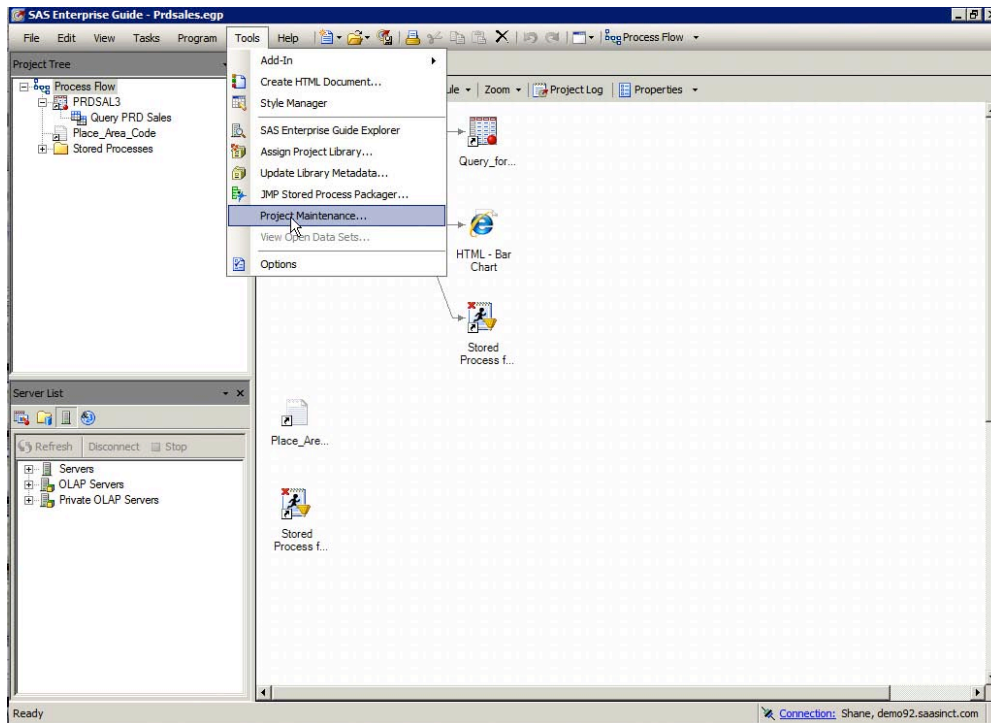 SAS Enterprise Guide - Prdsales.egp
File Edit View Tasks Program Tools Help Process Flow
Project Tree
Process Flow
PRDSAL3
Query PRD Sales
Place_Area_Code
Stored Processes
Add-In
Create HTML Document...
Style Manager
SAS Enterprise Guide Explorer
Assign Project Library...
Update Library Metadata...
JMP Stored Process Packager...
Project Maintenance...
View Open Data Sets...
Options
Zoom Project Log Properties
Query_for...
HTML - Bar
Chart
Stored
Process f...
Place_Are...
Stored
Process f...
Server List
Refresh Disconnect Stop
Servers
OLAP Servers
Private OLAP Servers
Ready
Connection: Shane, demo92.saasinct.com